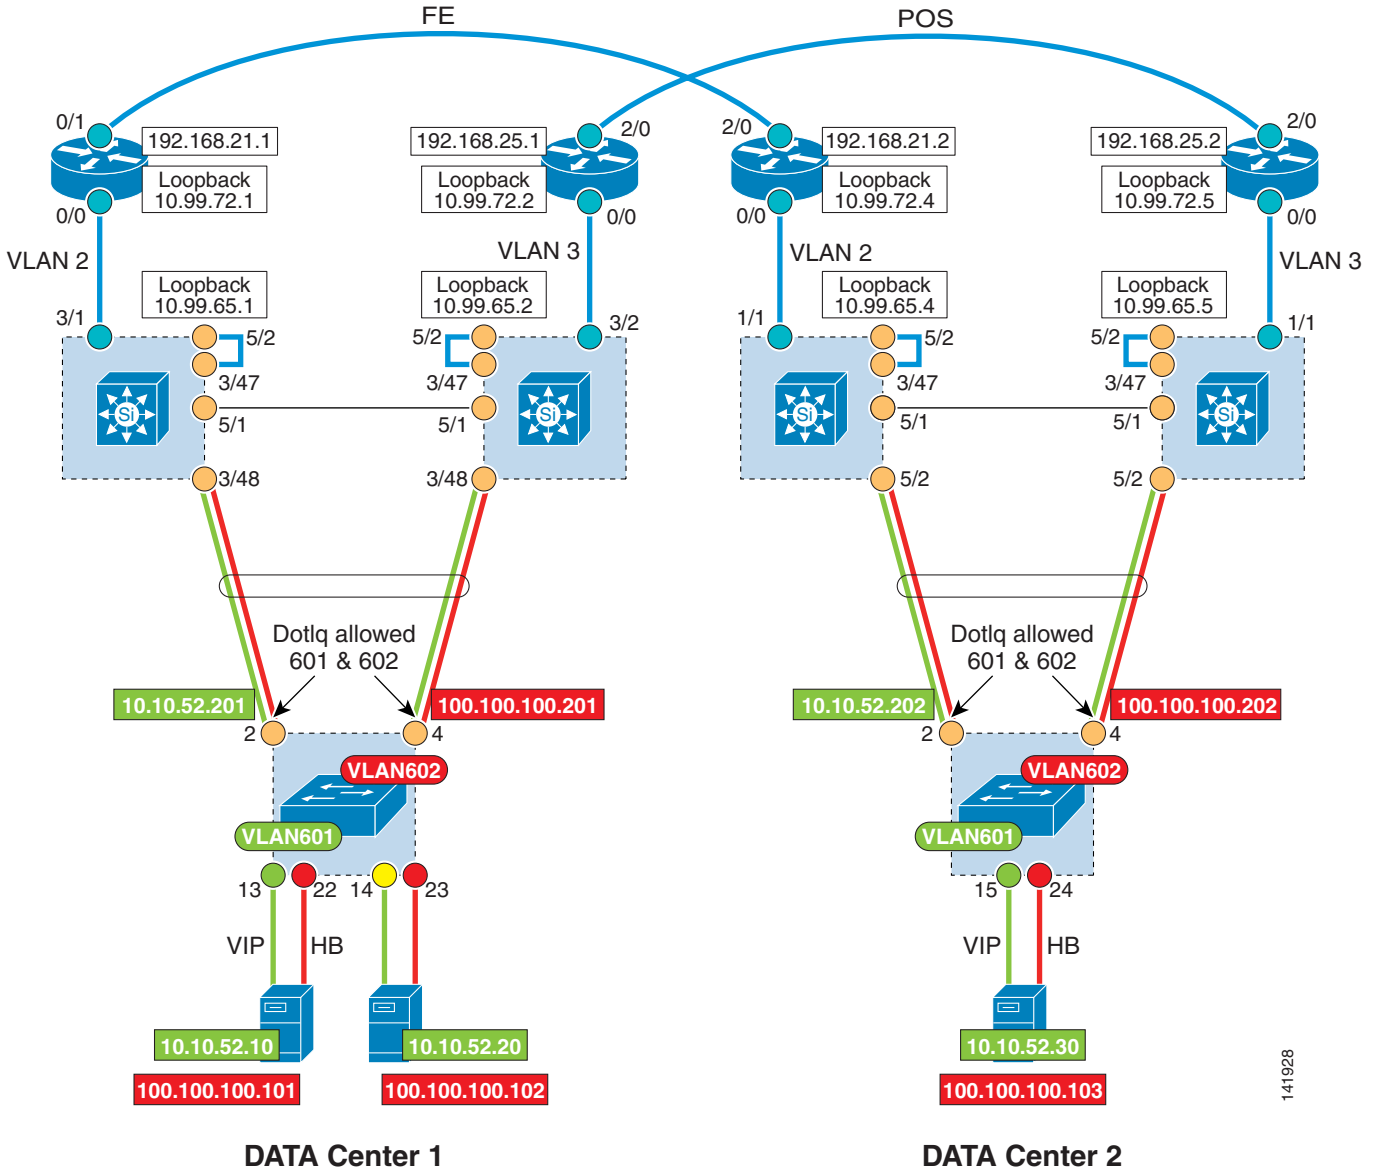 FE
POS
0/1
192.168.21.1
192.168.25.1
2/0
2/0
192.168.21.2
192.168.25.2
2/0
Loopback
10.99.72.1
Loopback
10.99.72.2
Loopback
10.99.72.4
Loopback
10.99.72.5
0/0
0/0
0/0
0/0
VLAN 2
VLAN 3
VLAN 2
VLAN 3
Loopback
10.99.65.1
Loopback
10.99.65.2
Loopback
10.99.65.4
Loopback
10.99.65.5
3/1
5/2
5/2
3/2
1/1
5/2
5/2
1/1
3/47
3/47
3/47
3/47
Si
Si
Si
Si
5/1
5/1
5/1
5/1
3/48
3/48
5/2
5/2
Dotlq allowed
601 & 602
Dotlq allowed
601 & 602
10.10.52.201
100.100.100.201
10.10.52.202
100.100.100.202
2
4
2
4
VLAN602
VLAN602
VLAN601
VLAN601
13
22
14
23
15
24
VIP
HB
VIP
HB
10.10.52.10
10.10.52.20
10.10.52.30
100.100.100.101
100.100.100.102
100.100.100.103
141928
DATA Center 1
DATA Center 2